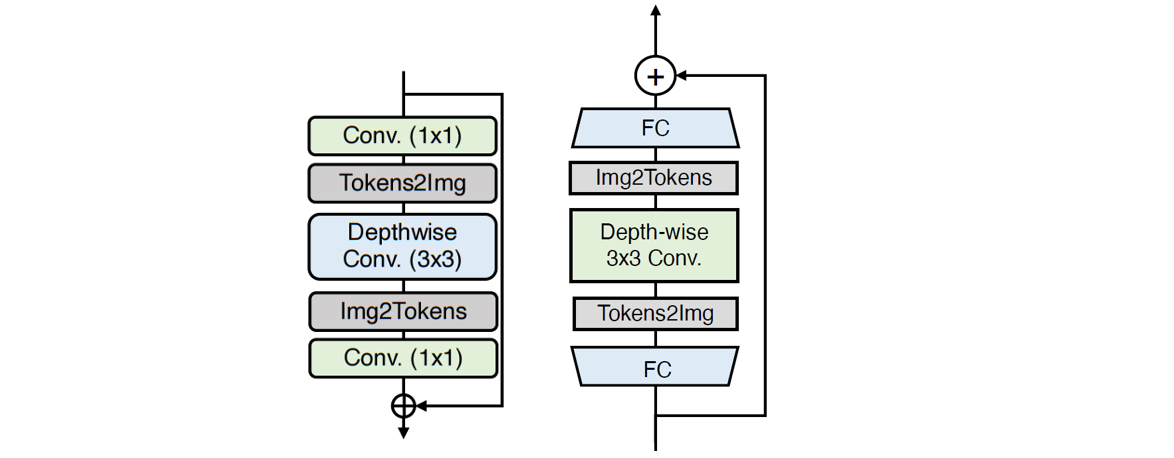 Conv. (1x1)
Tokens2Img
Depthwise
Conv. (3x3)
Img2Tokens
Conv. (1x1)
+
FC
Img2Tokens
Depth-wise
3x3 Conv.
Tokens2Img
FC